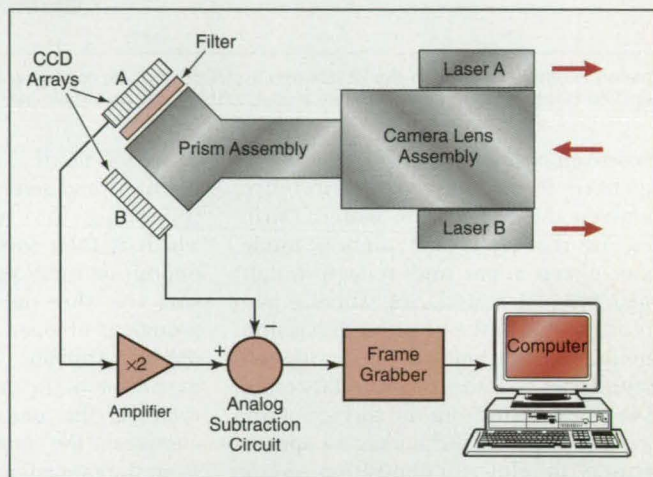 Filter
CCD
Arrays
A
Laser A
Prism Assembly
Camera Lens
Assembly
B
Laser B
×2
+
Amplifier
Analog
Subtraction
Circuit
Frame
Grabber
Computer